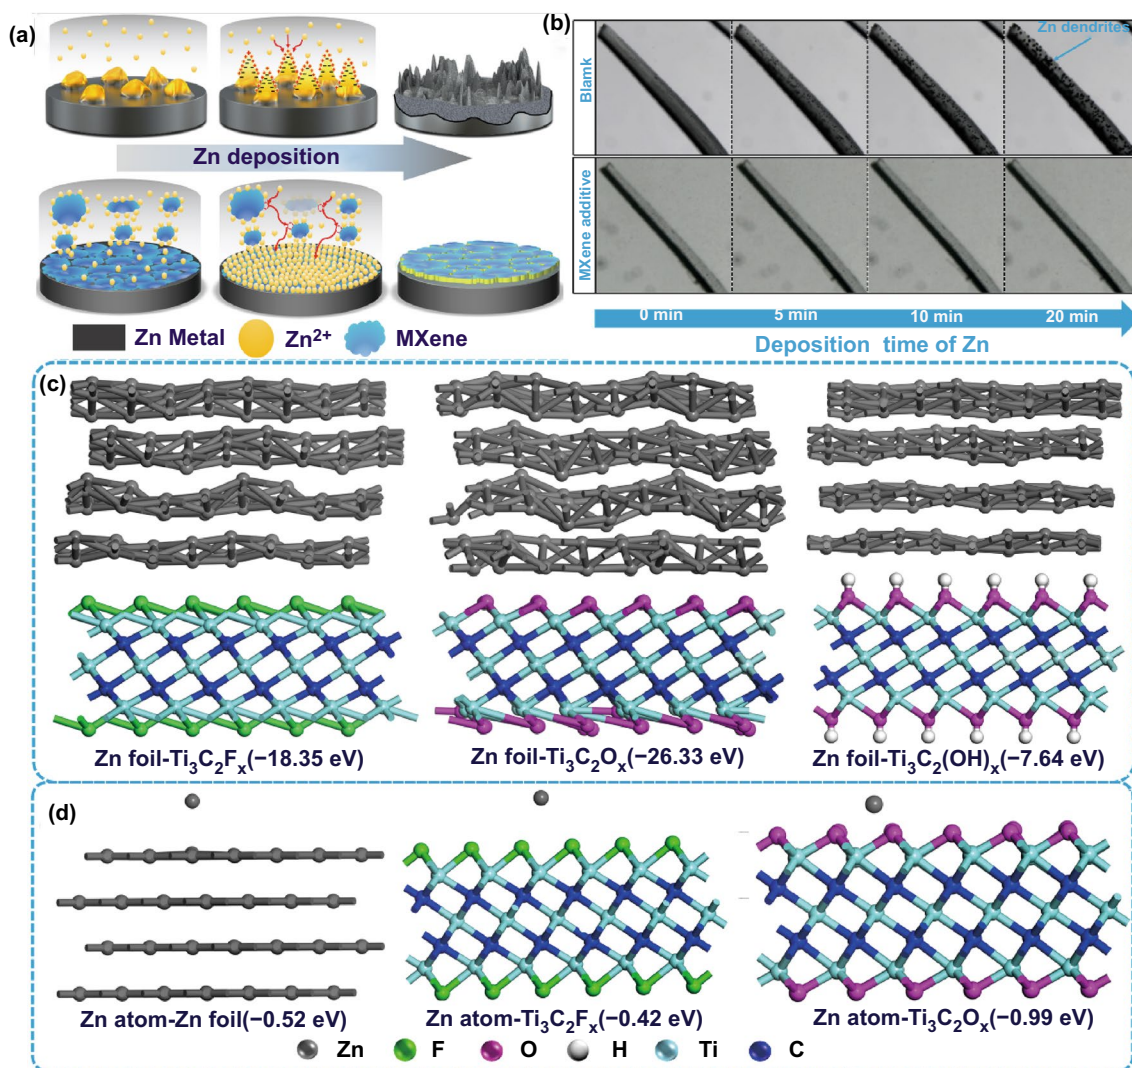 (a)
Zn deposition
Zn Metal Zn²⁺ MXene
(b)
Blamk
Zn dendrites
MXene additive
0 min 5 min 10 min 20 min
Deposition time of Zn
(c)
Zn foil-Ti₃C₂Fₓ(−18.35 eV) Zn foil-Ti₃C₂Oₓ(−26.33 eV) Zn foil-Ti₃C₂(OH)ₓ(−7.64 eV)
(d)
Zn atom-Zn foil(−0.52 eV) Zn atom-Ti₃C₂Fₓ(−0.42 eV) Zn atom-Ti₃C₂Oₓ(−0.99 eV)
Zn F O H Ti C